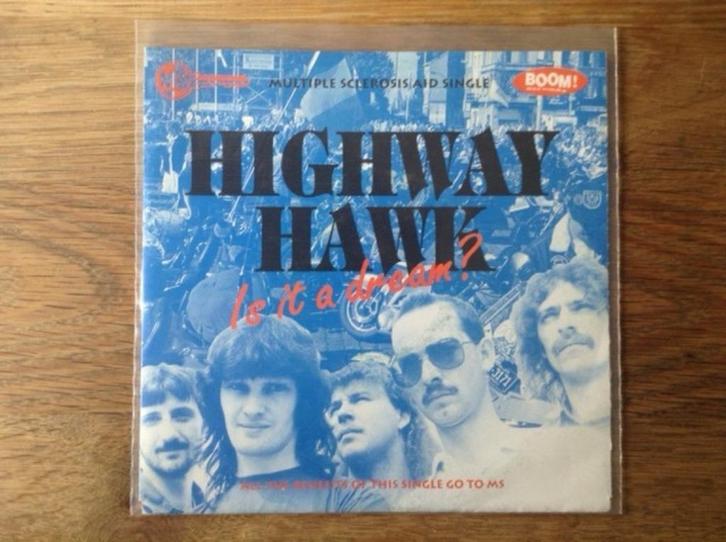 MULTIPLE SCLEROSIS AID SINGLE
BOOM!
HIGHWAY
HAWK
Is it a dream?
3171
ALL THE BENEFITS OF THIS SINGLE GO TO MS